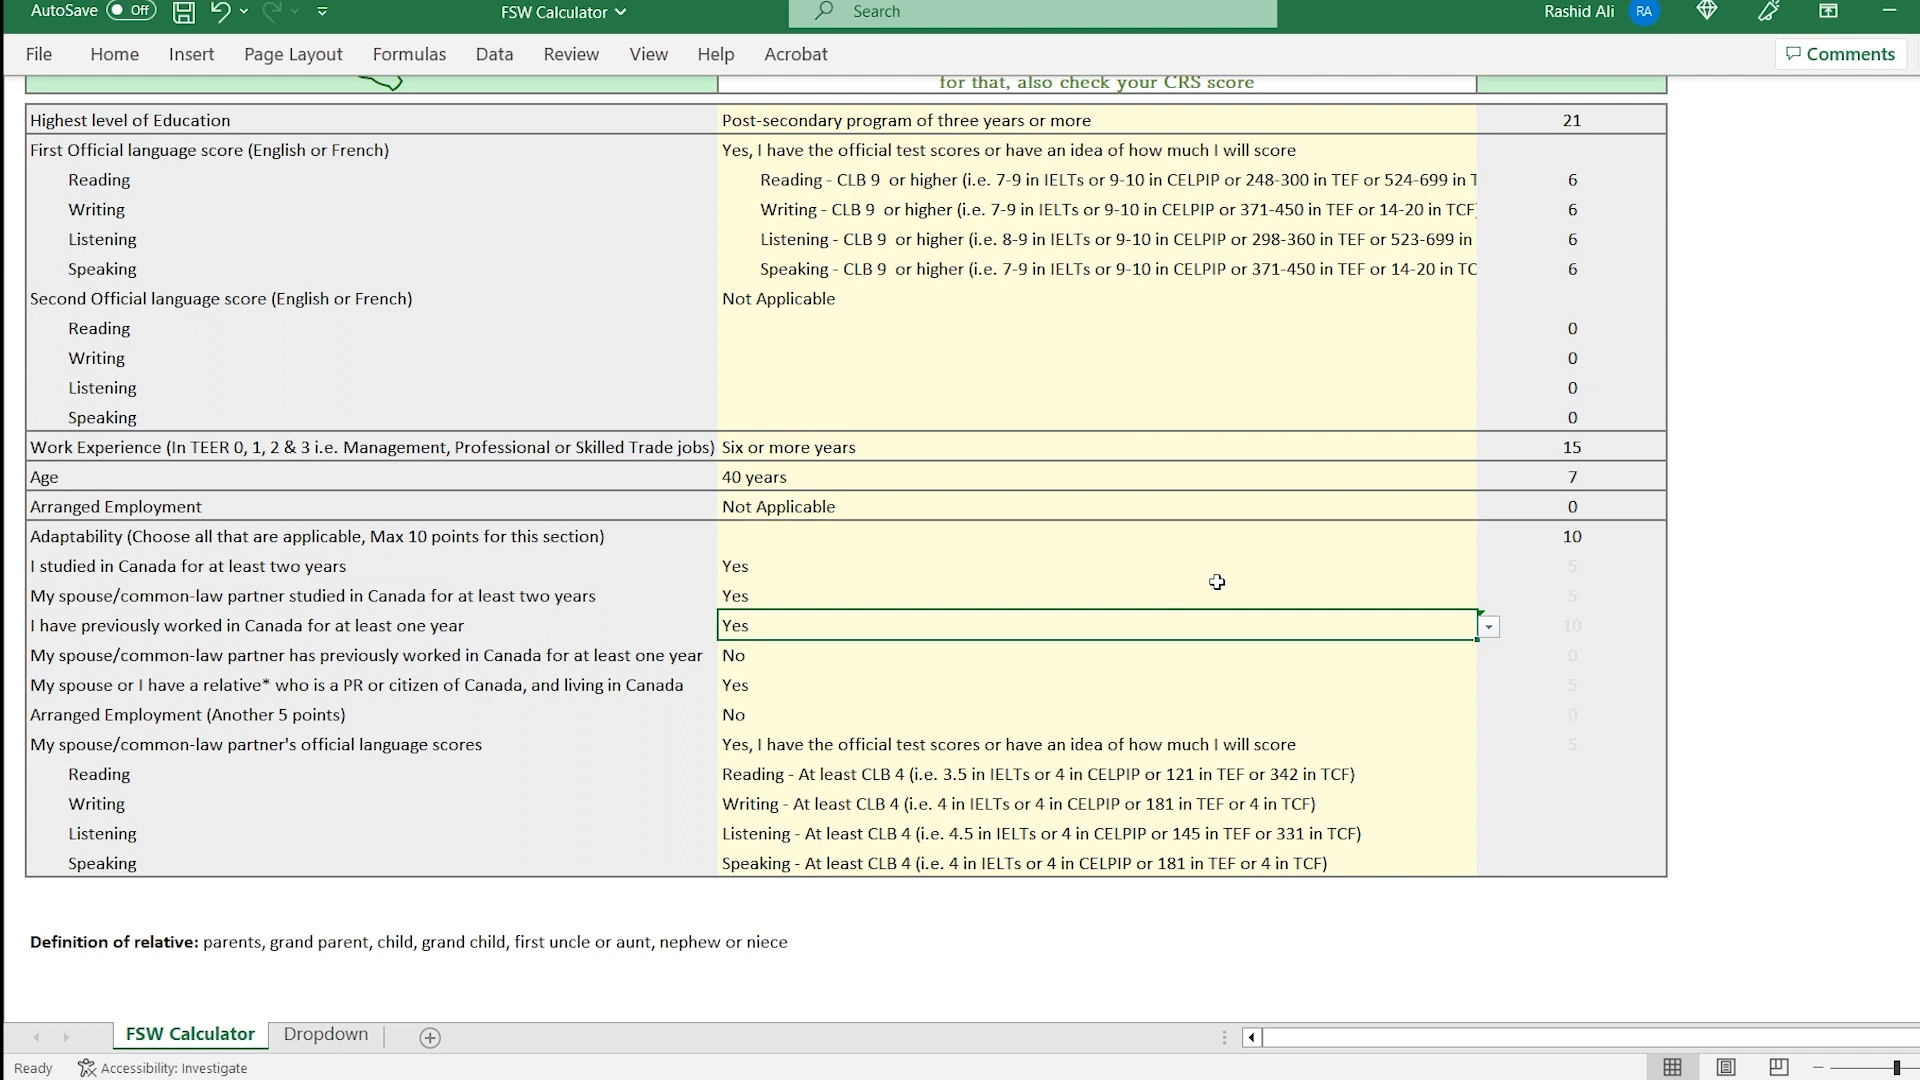 AutoSave Off FSW Calculator Search Rashid Ali RA
File Home Insert Page Layout Formulas Data Review View Help Acrobat Comments
for that, also check your CRS score
Highest level of Education Post-secondary program of three years or more 21
First Official language score (English or French) Yes, I have the official test scores or have an idea of how much I will score
Reading Reading - CLB 9 or higher (i.e. 7-9 in IELTs or 9-10 in CELPIP or 248-300 in TEF or 524-699 in T 6
Writing Writing - CLB 9 or higher (i.e. 7-9 in IELTs or 9-10 in CELPIP or 371-450 in TEF or 14-20 in TCF) 6
Listening Listening - CLB 9 or higher (i.e. 8-9 in IELTs or 9-10 in CELPIP or 298-360 in TEF or 523-699 in 6
Speaking Speaking - CLB 9 or higher (i.e. 7-9 in IELTs or 9-10 in CELPIP or 371-450 in TEF or 14-20 in TC 6
Second Official language score (English or French) Not Applicable
Reading 0
Writing 0
Listening 0
Speaking 0
Work Experience (In TEER 0, 1, 2 & 3 i.e. Management, Professional or Skilled Trade jobs) Six or more years 15
Age 40 years 7
Arranged Employment Not Applicable 0
Adaptability (Choose all that are applicable, Max 10 points for this section) 10
I studied in Canada for at least two years Yes 5
My spouse/common-law partner studied in Canada for at least two years Yes 5
I have previously worked in Canada for at least one year Yes 10
My spouse/common-law partner has previously worked in Canada for at least one year No 0
My spouse or I have a relative* who is a PR or citizen of Canada, and living in Canada Yes 5
Arranged Employment (Another 5 points) No 0
My spouse/common-law partner's official language scores Yes, I have the official test scores or have an idea of how much I will score 5
Reading Reading - At least CLB 4 (i.e. 3.5 in IELTs or 4 in CELPIP or 121 in TEF or 342 in TCF)
Writing Writing - At least CLB 4 (i.e. 4 in IELTs or 4 in CELPIP or 181 in TEF or 4 in TCF)
Listening Listening - At least CLB 4 (i.e. 4.5 in IELTs or 4 in CELPIP or 145 in TEF or 331 in TCF)
Speaking Speaking - At least CLB 4 (i.e. 4 in IELTs or 4 in CELPIP or 181 in TEF or 4 in TCF)
Definition of relative: parents, grand parent, child, grand child, first uncle or aunt, nephew or niece
FSW Calculator Dropdown
Ready Accessibility: Investigate